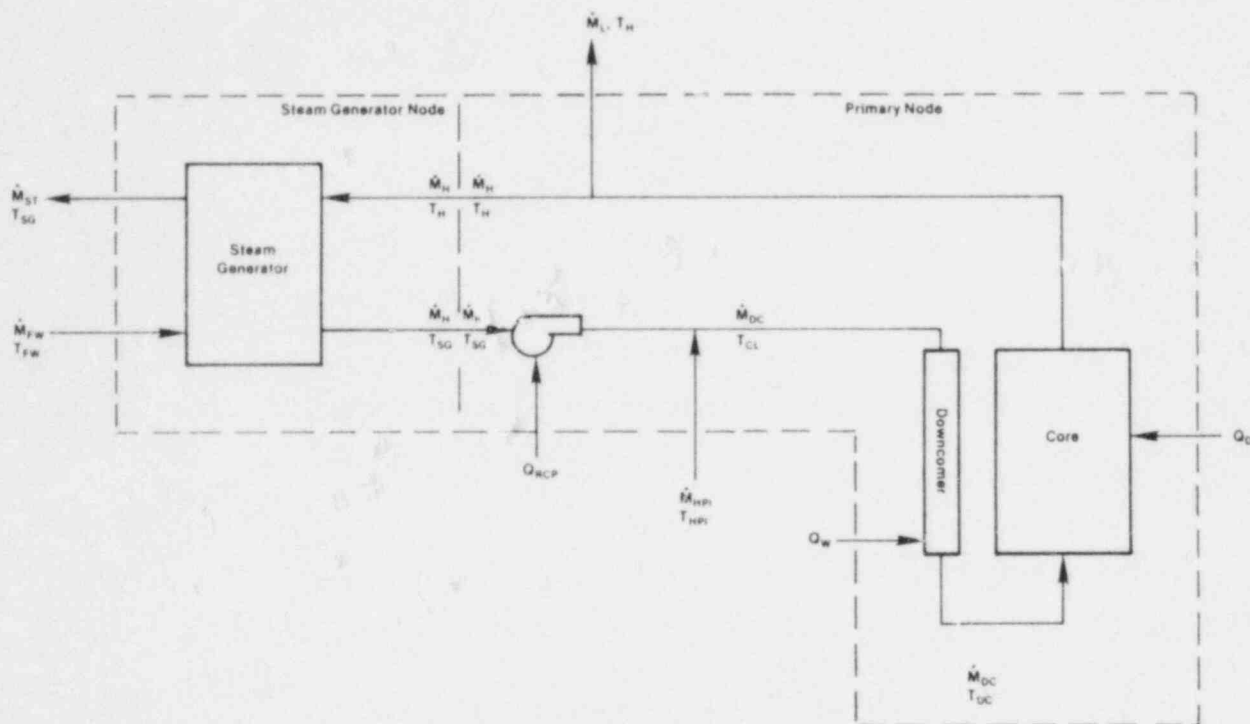 Ṁ_L, T_H
Steam Generator Node
Primary Node
Ṁ_ST
T_SG
Ṁ_H Ṁ_H
T_H T_H
Steam
Generator
Ṁ_FW
T_FW
Ṁ_H Ṁ_H
T_SG T_SG
Ṁ_DC
T_CL
Q_RCP
Ṁ_HPI
T_HPI
Downcomer
Core
Q_D
Q_W
Ṁ_DC
T_DC